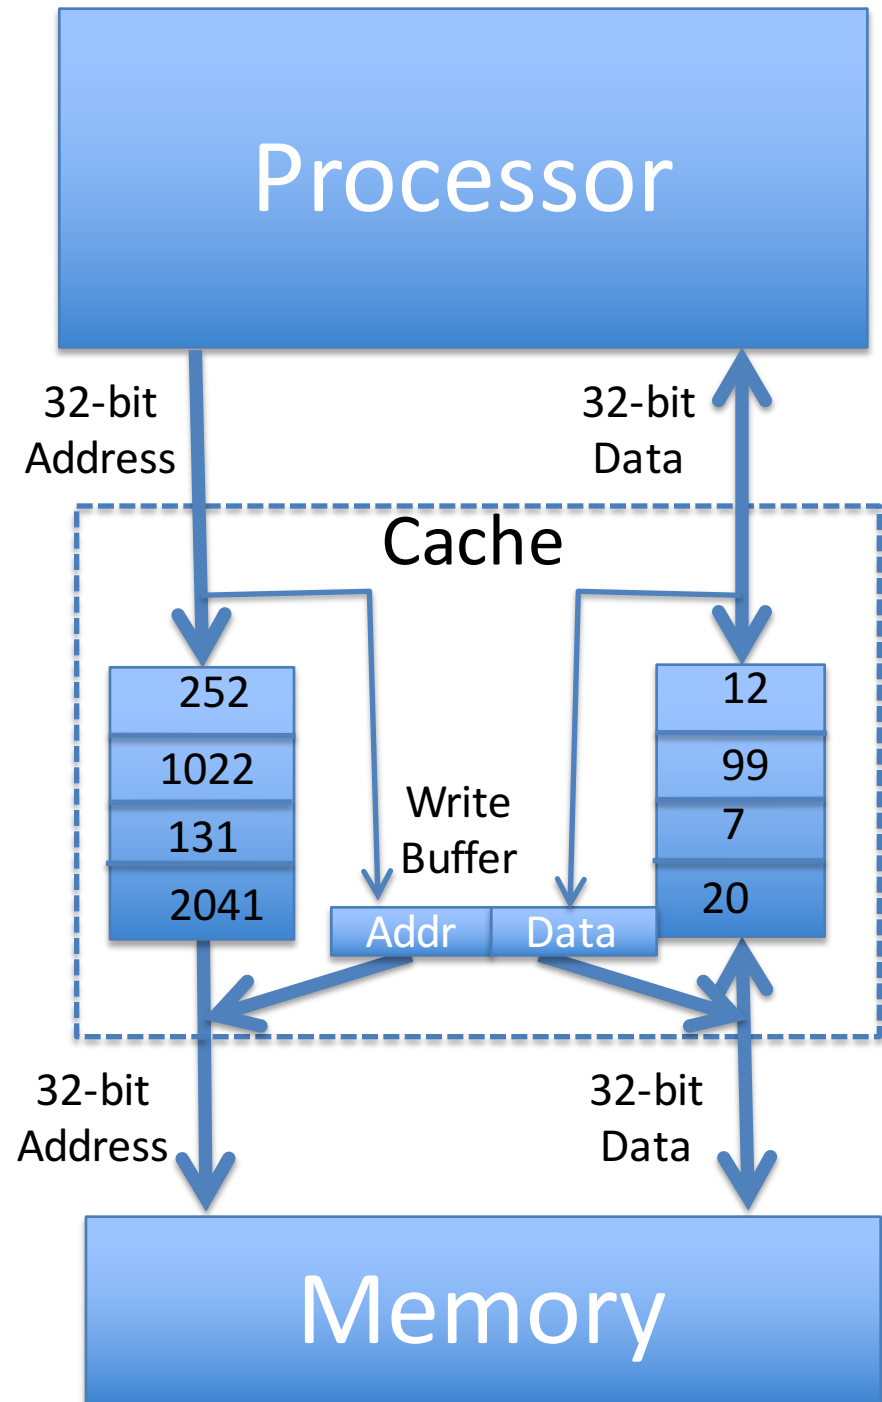 Processor
32-bit
Address
32-bit
Data
Cache
252
1022
131
2041
12
99
7
20
Write
Buffer
Addr
Data
32-bit
Address
32-bit
Data
Memory